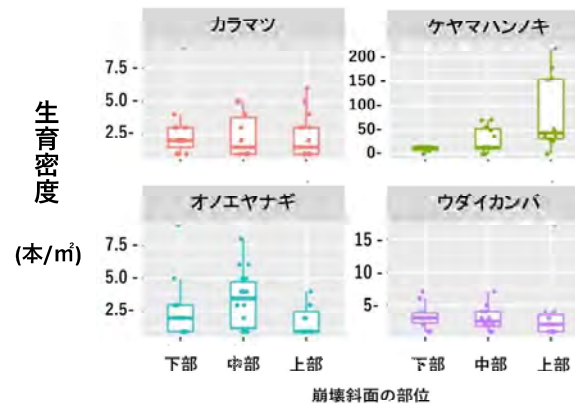 カラマツ
ケヤマハンノキ
7.5-
5.0-
2.5-
200-
150-
100-
50-
0-
生育密度
(本/㎡)
オノエヤナギ
ウダイカンバ
7.5-
5.0-
2.5-
15-
10-
5-
下部 中部 上部
下部 中部 上部
崩壊斜面の部位